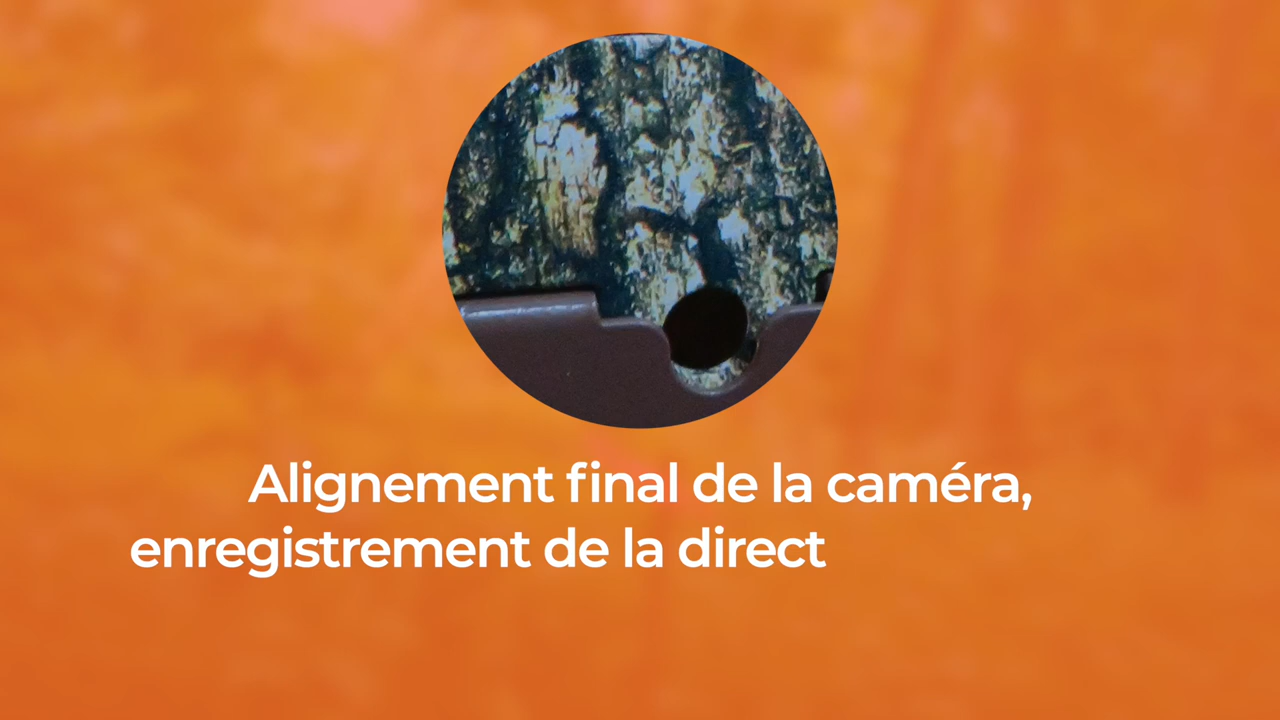 Alignement final de la caméra,
enregistrement de la direct